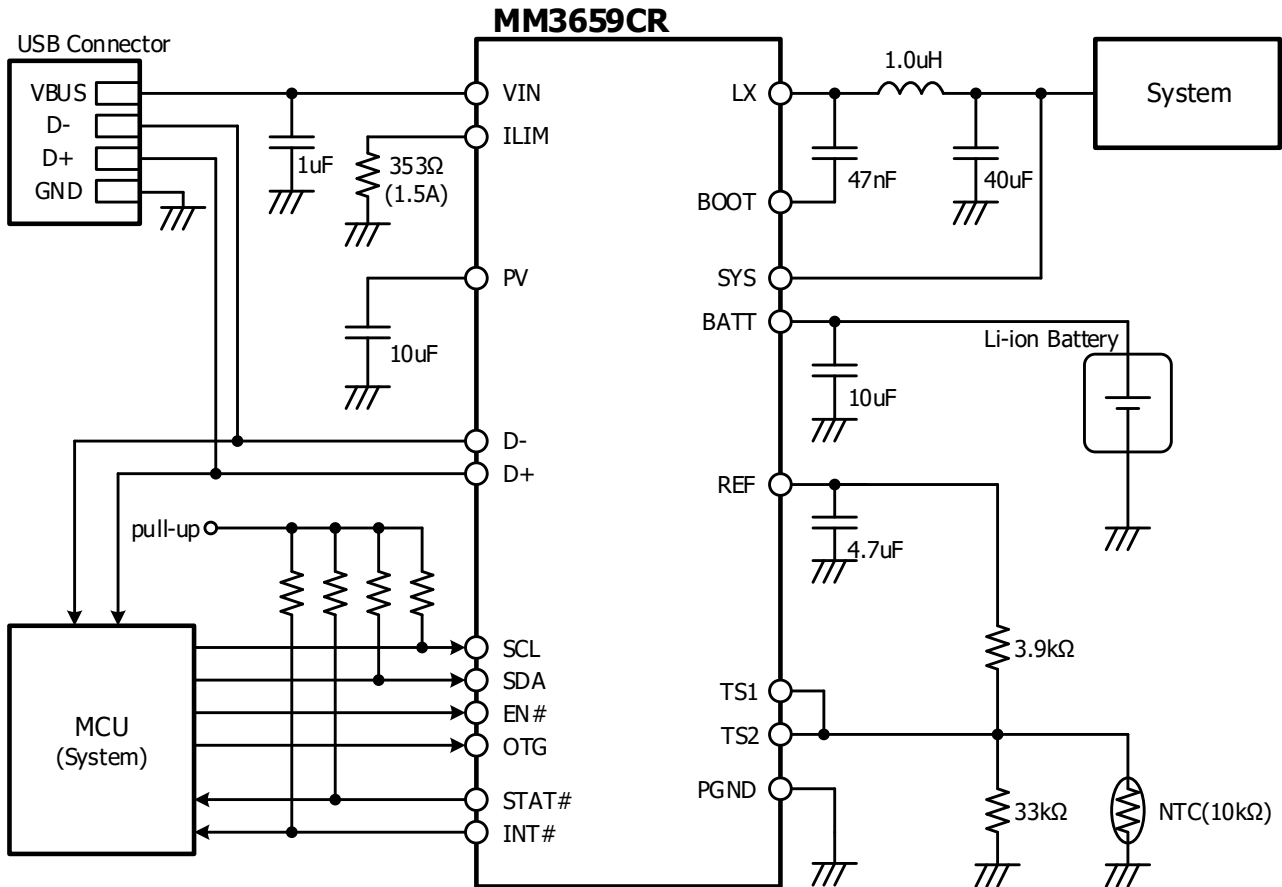 MM3659CR
USB Connector
VBUS
D-
D+
GND
1uF
353Ω
(1.5A)
10uF
VIN
ILIM
PV
D-
D+
SCL
SDA
EN#
OTG
STAT#
INT#
pull-up
MCU
(System)
LX
BOOT
SYS
BATT
REF
TS1
TS2
PGND
1.0uH
47nF
40uF
System
Li-ion Battery
10uF
4.7uF
3.9kΩ
33kΩ
NTC(10kΩ)